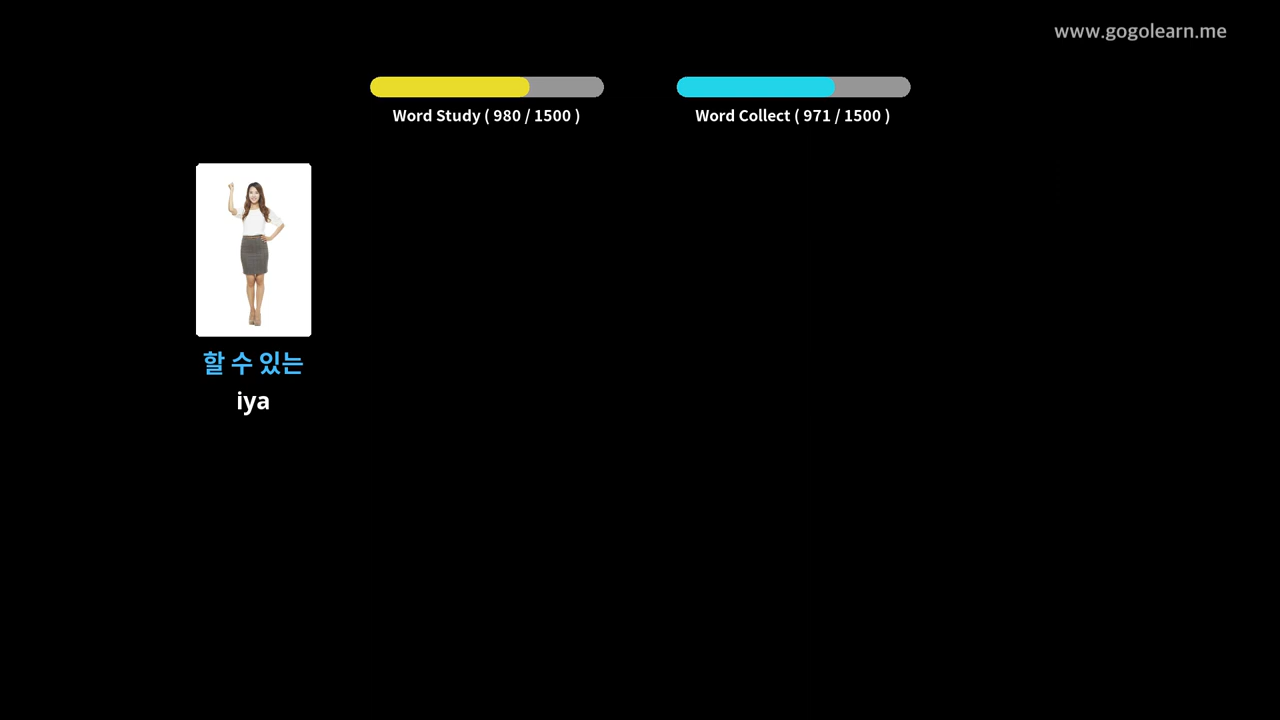 www.gogolearn.me
Word Study ( 980 / 1500 )
Word Collect ( 971 / 1500 )
할 수 있는
iya